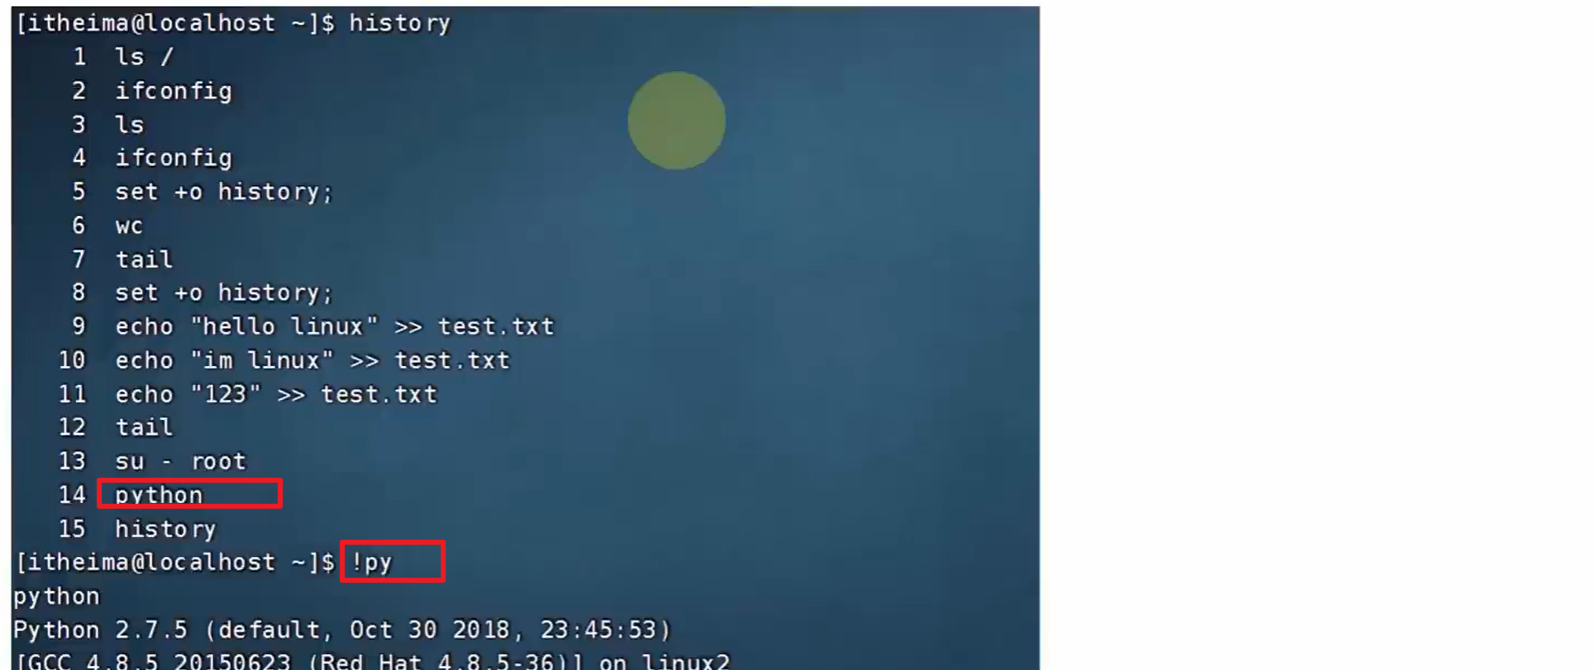 [itheima@localhost ~]$ history
1 ls /
2 ifconfig
3 ls
4 ifconfig
5 set +o history;
6 wc
7 tail
8 set +o history;
9 echo "hello linux" >> test.txt
10 echo "im linux" >> test.txt
11 echo "123" >> test.txt
12 tail
13 su - root
14 python
15 history
[itheima@localhost ~]$ !py
python
Python 2.7.5 (default, Oct 30 2018, 23:45:53)
[GCC 4.8.5 20150623 (Red Hat 4.8.5-36)] on linux2